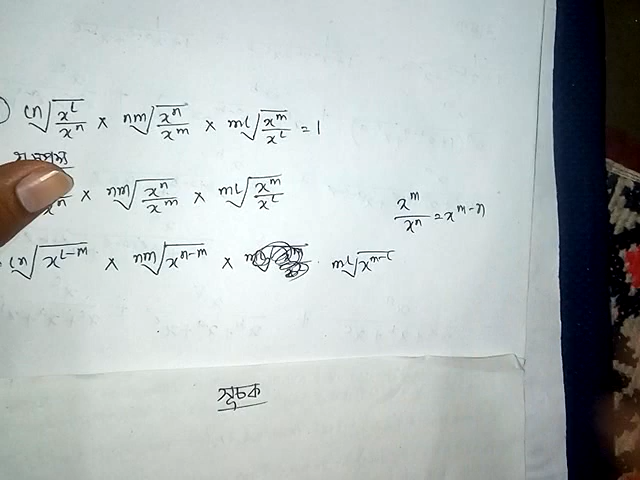 ) ln√(x^l/x^n) × nm√(x^n/x^m) × ml√(x^m/x^l) = 1
x^n × nm√(x^n/x^m) × ml√(x^m/x^l)
x^m/x^n = x^(m-n)
ln√(x^(l-m)) × nm√(x^(n-m)) × ml√(x^(m-l))
সূচক